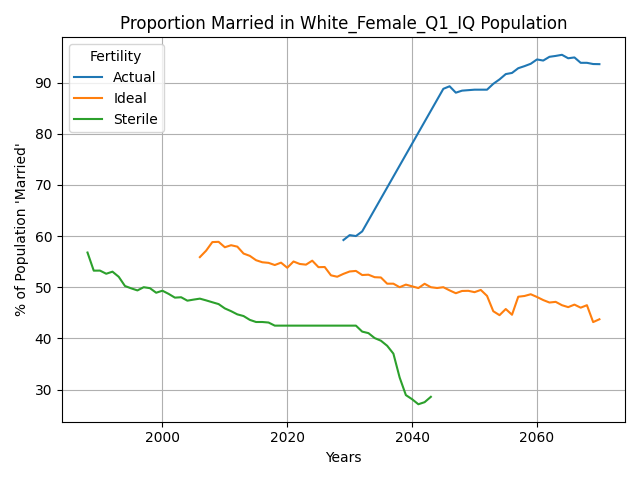 Proportion Married in White_Female_Q1_IQ Population
Fertility
Actual
Ideal
Sterile
% of Population 'Married'
90
80
70
60
50
40
30
2000
2020
2040
2060
Years